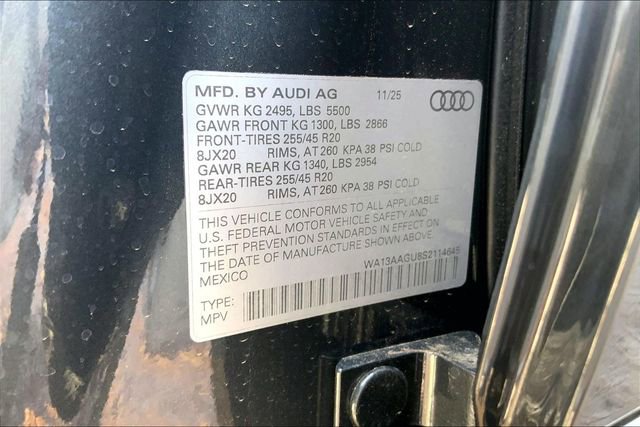 MFD. BY AUDI AG 11/25
GVWR KG 2495, LBS 5500
GAWR FRONT KG 1300, LBS 2866
FRONT-TIRES 255/45 R20
8JX20 RIMS, AT 260 KPA 38 PSI COLD
GAWR REAR KG 1340, LBS 2954
REAR-TIRES 255/45 R20
8JX20 RIMS, AT 260 KPA 38 PSI COLD
THIS VEHICLE CONFORMS TO ALL APPLICABLE
U.S. FEDERAL MOTOR VEHICLE SAFETY AND
THEFT PREVENTION STANDARDS IN EFFECT ON
THE DATE OF MANUFACTURE SHOWN ABOVE.
MEXICO
WA13AAGU8S2114645
TYPE:
MPV